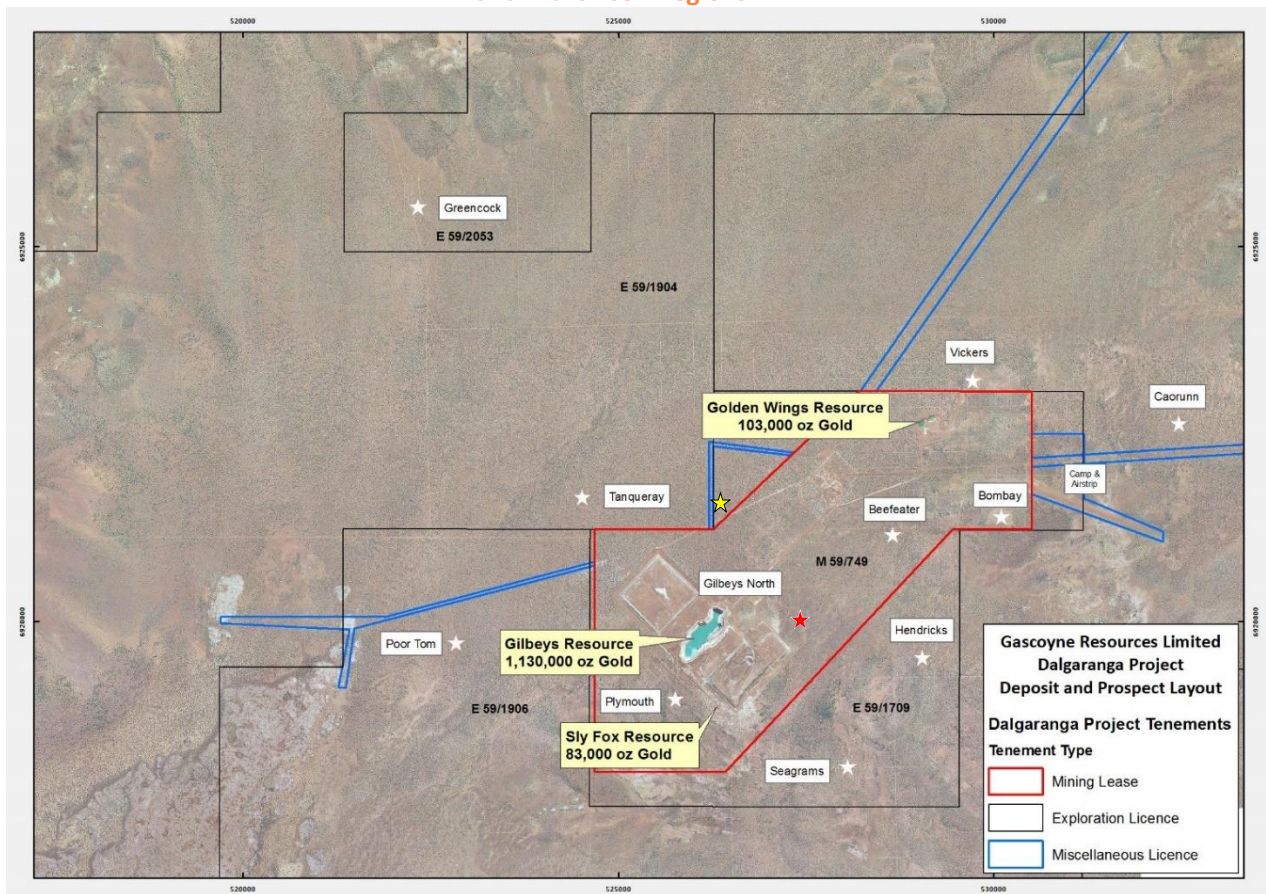 520000
525000
530000
6925000
6925000
Greencock
E 59/2053
E 59/1904
Vickers
Golden Wings Resource
103,000 oz Gold
Caorunn
Camp &
Airstrip
Tanqueray
Bombay
Beefeater
M 59/749
Gilbeys North
6920000
6920000
Poor Tom
Gilbeys Resource
1,130,000 oz Gold
Hendricks
Plymouth
E 59/1906
E 59/1709
Sly Fox Resource
83,000 oz Gold
Seagrams
Gascoyne Resources Limited
Dalgaranga Project
Deposit and Prospect Layout
Dalgaranga Project Tenements
Tenement Type
Mining Lease
Exploration Licence
Miscellaneous Licence
520000
525000
530000